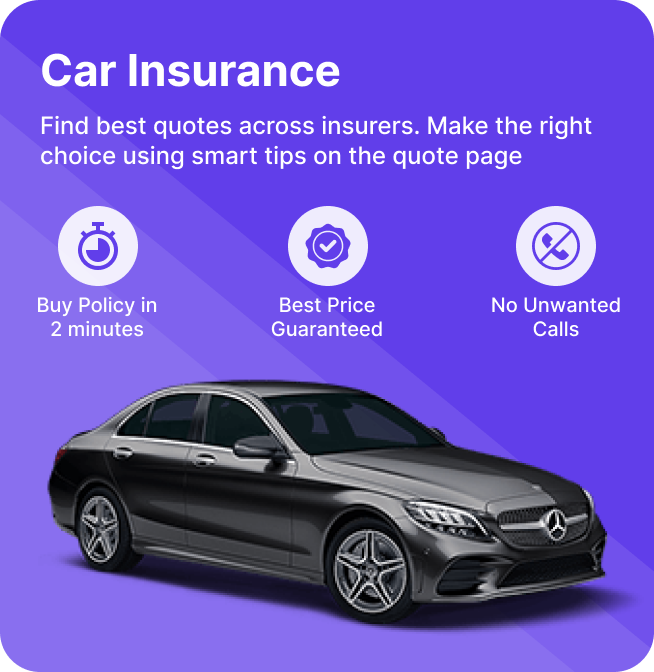 Car Insurance
Find best quotes across insurers. Make the right
choice using smart tips on the quote page
Buy Policy in
2 minutes
Best Price
Guaranteed
No Unwanted
Calls